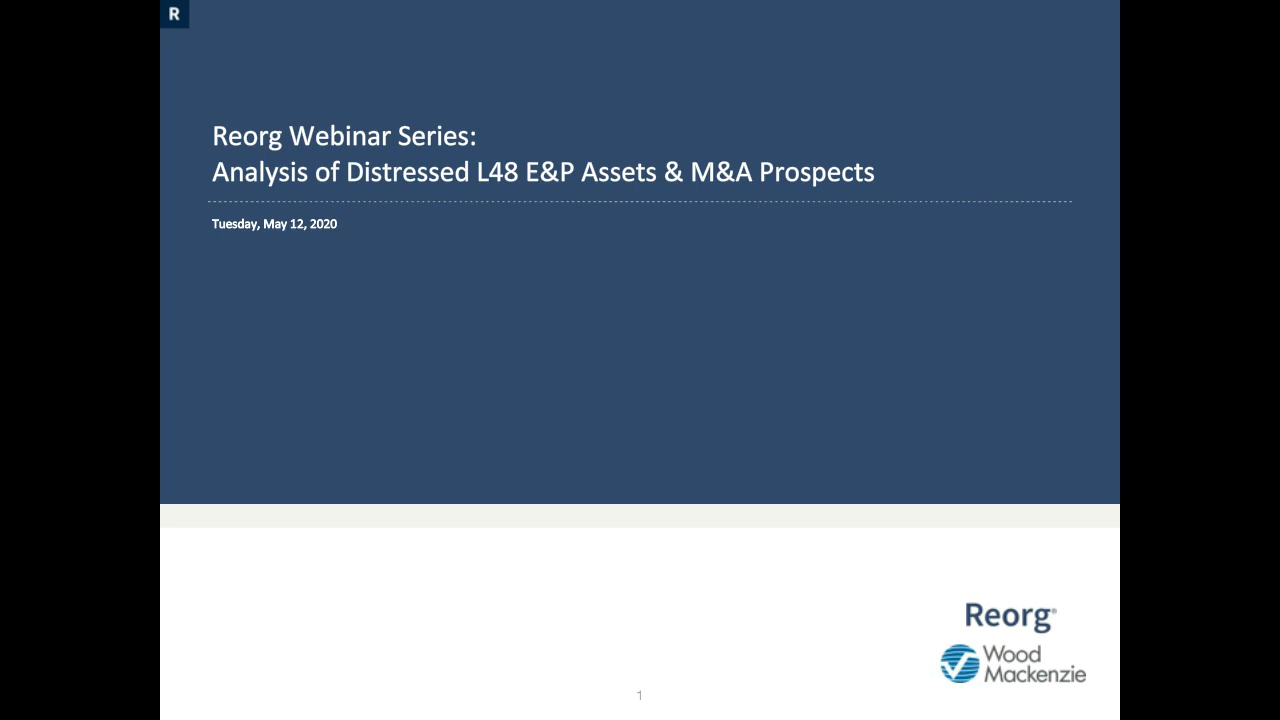 R
Reorg Webinar Series:
Analysis of Distressed L48 E&P Assets & M&A Prospects
Tuesday, May 12, 2020
Reorg®
Wood
Mackenzie
1